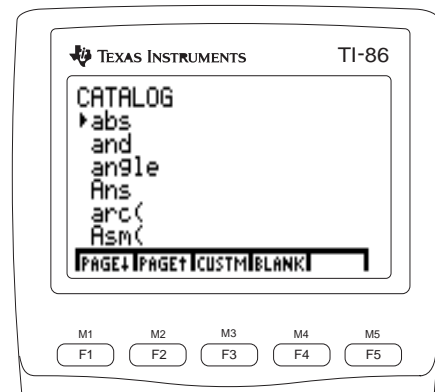 TEXAS INSTRUMENTS TI-86
CATALOG
abs
and
angle
Ans
arc(
Asm(
PAGE↓ PAGE↑ CUSTM BLANK
M1 M2 M3 M4 M5
F1 F2 F3 F4 F5